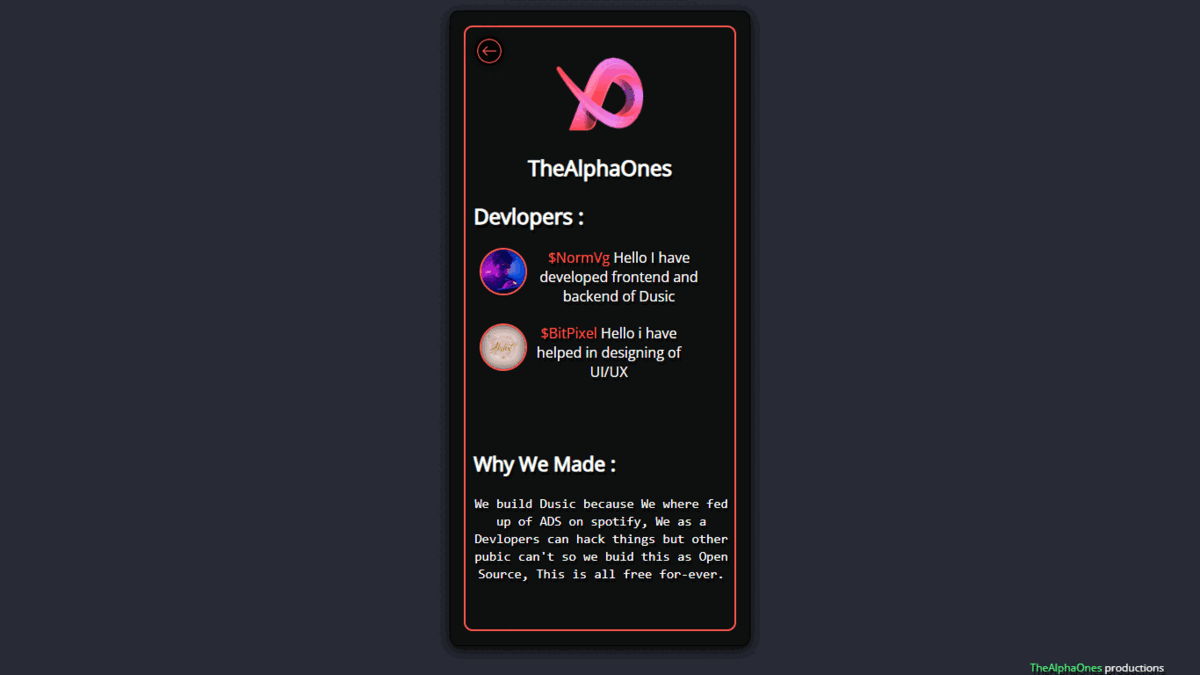 TheAlphaOnes
Devlopers :
$NormVg Hello I have
developed frontend and
backend of Dusic
$BitPixel Hello i have
helped in designing of
UI/UX
Why We Made :
We build Dusic because We where fed
up of ADS on spotify, We as a
Devlopers can hack things but other
pubic can't so we buid this as Open
Source, This is all free for-ever.
TheAlphaOnes productions